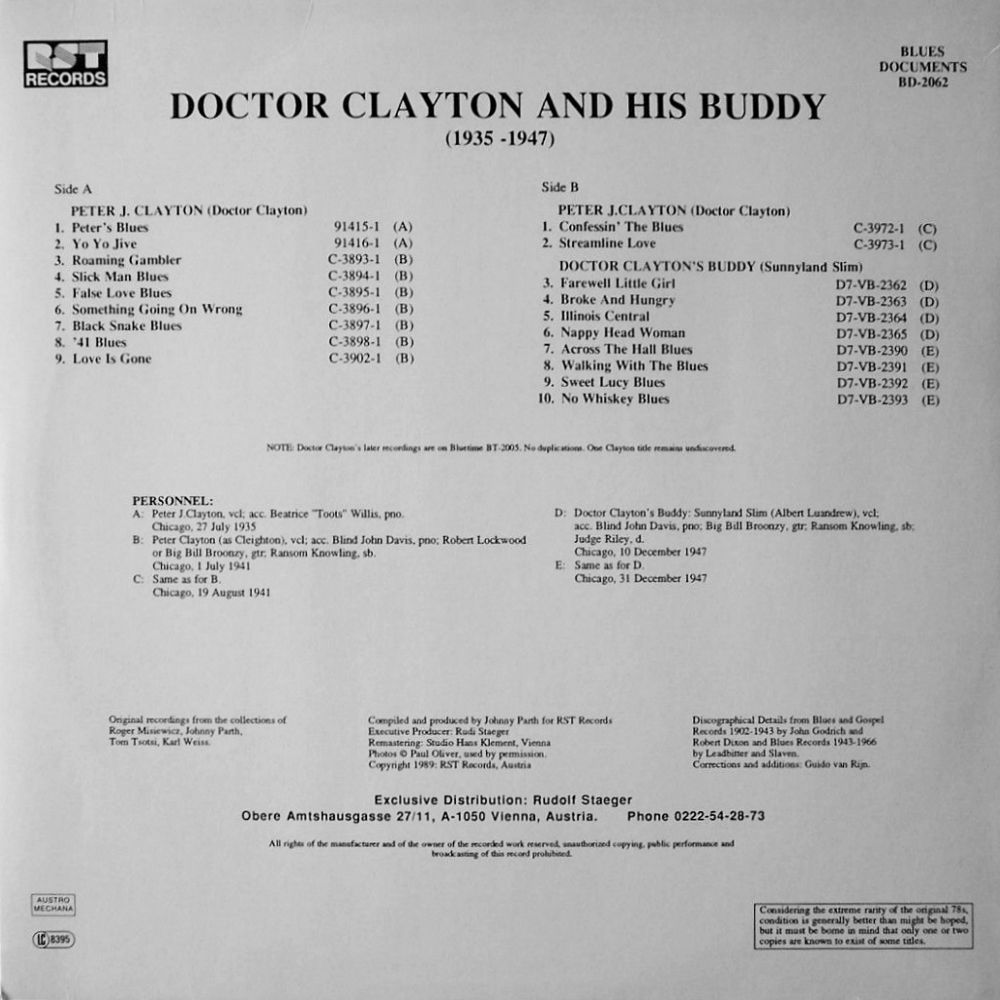 RST
RECORDS
BLUES
DOCUMENTS
BD-2062
DOCTOR CLAYTON AND HIS BUDDY
(1935 -1947)
Side A
PETER J. CLAYTON (Doctor Clayton)
1. Peter's Blues 91415-1 (A)
2. Yo Yo Jive 91416-1 (A)
3. Roaming Gambler C-3893-1 (B)
4. Slick Man Blues C-3894-1 (B)
5. False Love Blues C-3895-1 (B)
6. Something Going On Wrong C-3896-1 (B)
7. Black Snake Blues C-3897-1 (B)
8. '41 Blues C-3898-1 (B)
9. Love Is Gone C-3902-1 (B)
Side B
PETER J.CLAYTON (Doctor Clayton)
1. Confessin' The Blues C-3972-1 (C)
2. Streamline Love C-3973-1 (C)
DOCTOR CLAYTON'S BUDDY (Sunnyland Slim)
3. Farewell Little Girl D7-VB-2362 (D)
4. Broke And Hungry D7-VB-2363 (D)
5. Illinois Central D7-VB-2364 (D)
6. Nappy Head Woman D7-VB-2365 (D)
7. Across The Hall Blues D7-VB-2390 (E)
8. Walking With The Blues D7-VB-2391 (E)
9. Sweet Lucy Blues D7-VB-2392 (E)
10. No Whiskey Blues D7-VB-2393 (E)
NOTE: Doctor Clayton's later recordings are on Bluetime BT-2005. No duplications. One Clayton title remains undiscovered.
PERSONNEL:
A: Peter J.Clayton, vcl; acc. Beatrice "Toots" Willis, pno.
Chicago, 27 July 1935
B: Peter Clayton (as Cleighton), vcl; acc. Blind John Davis, pno; Robert Lockwood
or Big Bill Broonzy, gtr; Ransom Knowling, sb.
Chicago, 1 July 1941
C: Same as for B.
Chicago, 19 August 1941
D: Doctor Clayton's Buddy: Sunnyland Slim (Albert Luandrew), vcl;
acc. Blind John Davis, pno; Big Bill Broonzy, gtr; Ransom Knowling, sb;
Judge Riley, d.
Chicago, 10 December 1947
E: Same as for D.
Chicago, 31 December 1947
Original recordings from the collections of
Roger Misiewicz, Johnny Parth,
Tom Tsotsi, Karl Weiss.
Compiled and produced by Johnny Parth for RST Records
Executive Producer: Rudi Staeger
Remastering: Studio Hans Klement, Vienna
Photos © Paul Oliver, used by permission.
Copyright 1989: RST Records, Austria
Discographical Details from Blues and Gospel
Records 1902-1943 by John Godrich and
Robert Dixon and Blues Records 1943-1966
by Leadbitter and Slaven.
Corrections and additions: Guido van Rijn.
Exclusive Distribution: Rudolf Staeger
Obere Amtshausgasse 27/11, A-1050 Vienna, Austria. Phone 0222-54-28-73
All rights of the manufacturer and of the owner of the recorded work reserved, unauthorized copying, public performance and
broadcasting of this record prohibited.
AUSTRO
MECHANA
LC 8395
Considering the extreme rarity of the original 78s,
condition is generally better than might be hoped,
but it must be borne in mind that only one or two
copies are known to exist of some titles.